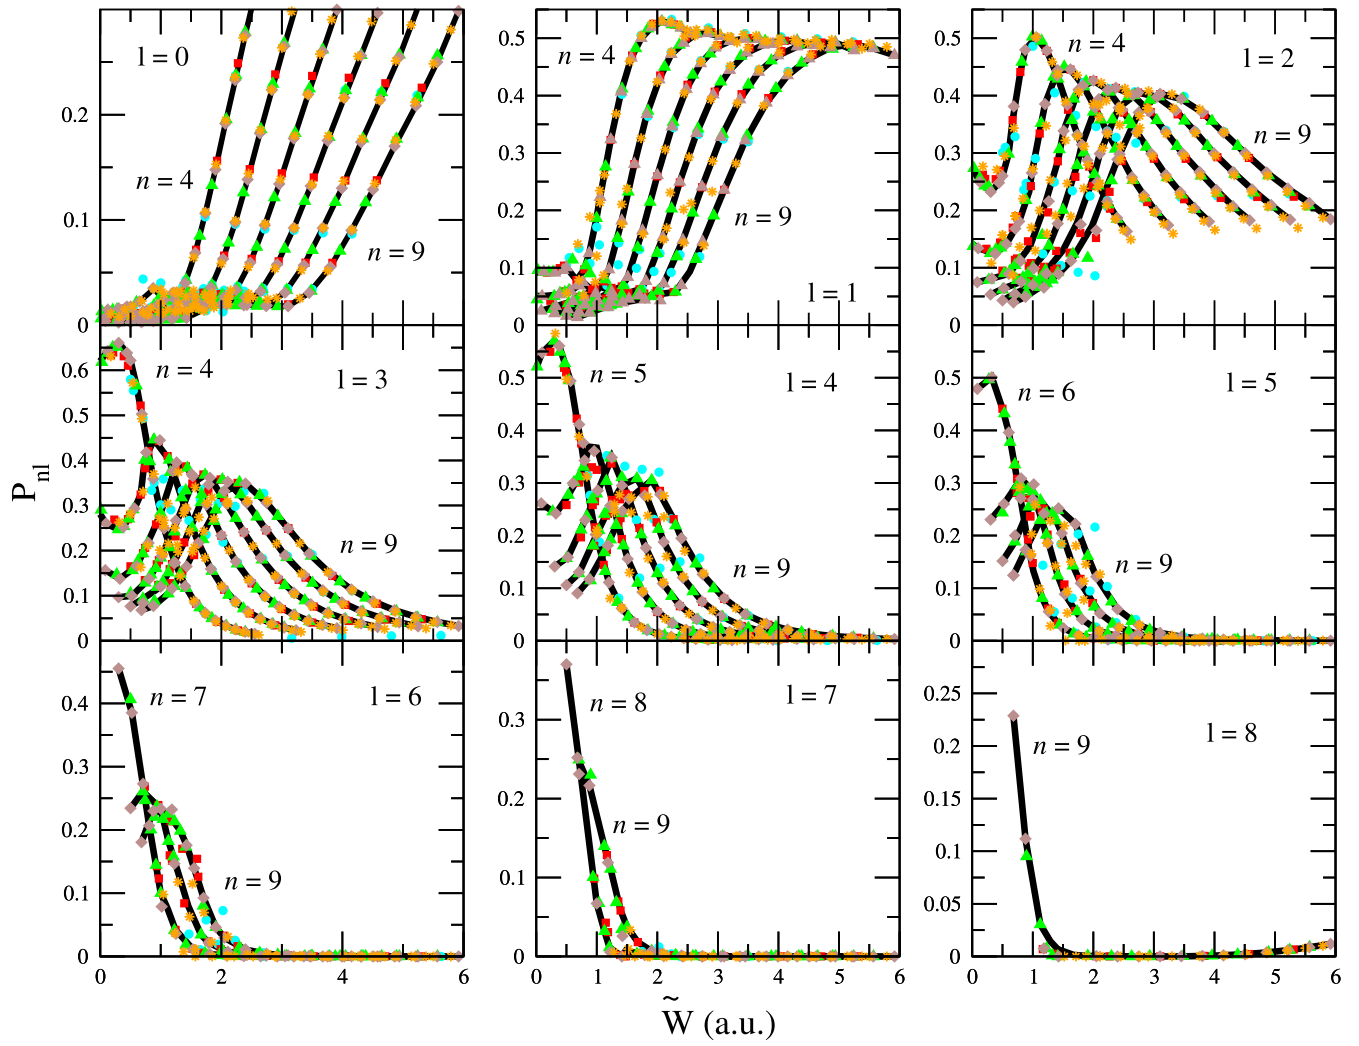 l = 0
n = 4
n = 9
0.2
0.1
0
l = 1
n = 4
n = 9
0.5
0.4
0.3
0.2
0.1
0
l = 2
n = 4
n = 9
0.5
0.4
0.3
0.2
0.1
0
l = 3
n = 4
n = 9
0.6
0.5
0.4
0.3
0.2
0.1
0
l = 4
n = 5
n = 9
0.5
0.4
0.3
0.2
0.1
0
l = 5
n = 6
n = 9
0.5
0.4
0.3
0.2
0.1
0
l = 6
n = 7
n = 9
0.4
0.3
0.2
0.1
0
0 2 4 6
l = 7
n = 8
n = 9
0.3
0.2
0.1
0
0 1 2 3 4 5 6
l = 8
n = 9
0.25
0.2
0.15
0.1
0.05
0
0 1 2 3 4 5 6
P_nl
W̃ (a.u.)